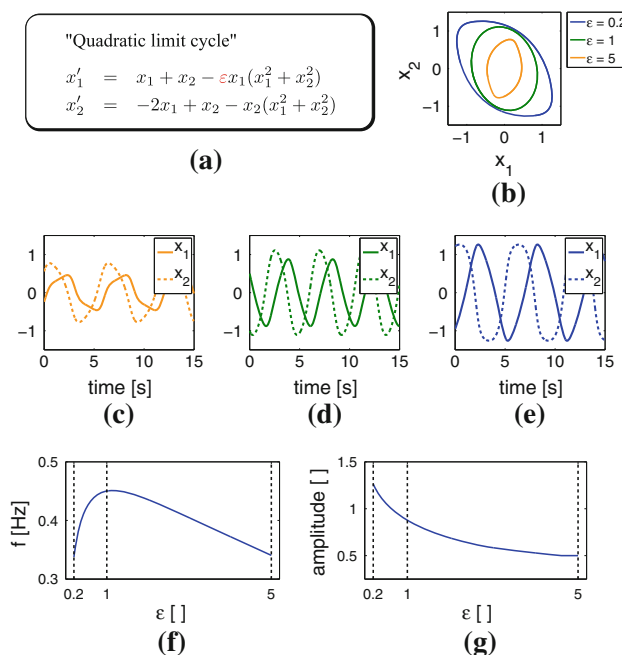 "Quadratic limit cycle"
x₁′ = x₁ + x₂ − εx₁(x₁² + x₂²)
x₂′ = −2x₁ + x₂ − x₂(x₁² + x₂²)
(a)
x₂
1
0
−1
−1 0 1
x₁
ε = 0.2
ε = 1
ε = 5
(b)
1
0
−1
x₁
x₂
0 5 10 15
time [s]
(c)
1
0
−1
x₁
x₂
0 5 10 15
time [s]
(d)
1
0
−1
x₁
x₂
0 5 10 15
time [s]
(e)
f [Hz]
0.5
0.4
0.3
0.2 1 5
ε [ ]
(f)
amplitude [ ]
1.5
1
0.5
0.2 1 5
ε [ ]
(g)